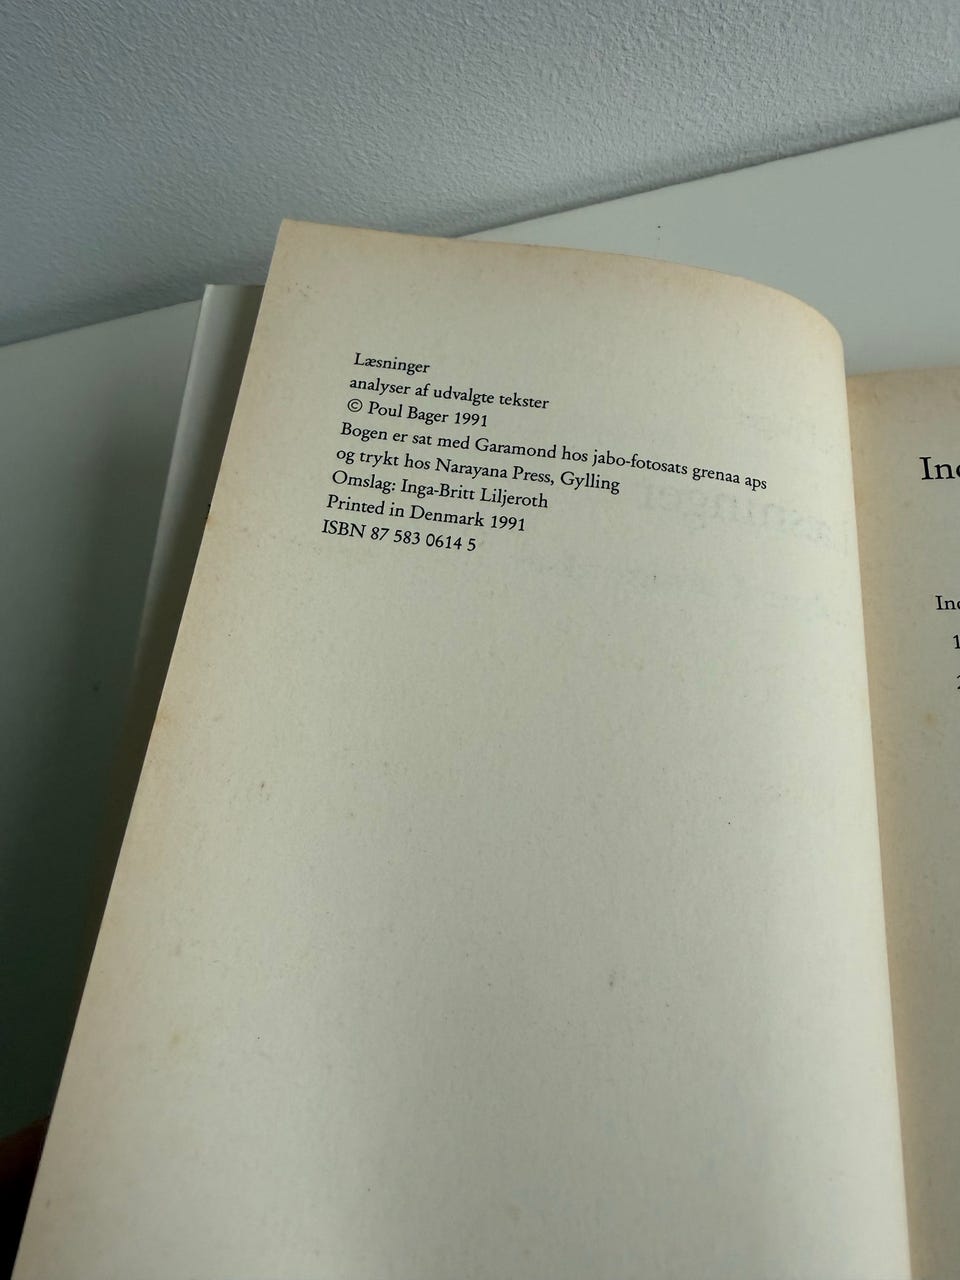 Læsninger
analyser af udvalgte tekster
© Poul Bager 1991
Bogen er sat med Garamond hos jabo-fotosats grenaa aps
og trykt hos Narayana Press, Gylling
Omslag: Inga-Britt Liljeroth
Printed in Denmark 1991
ISBN 87 583 0614 5